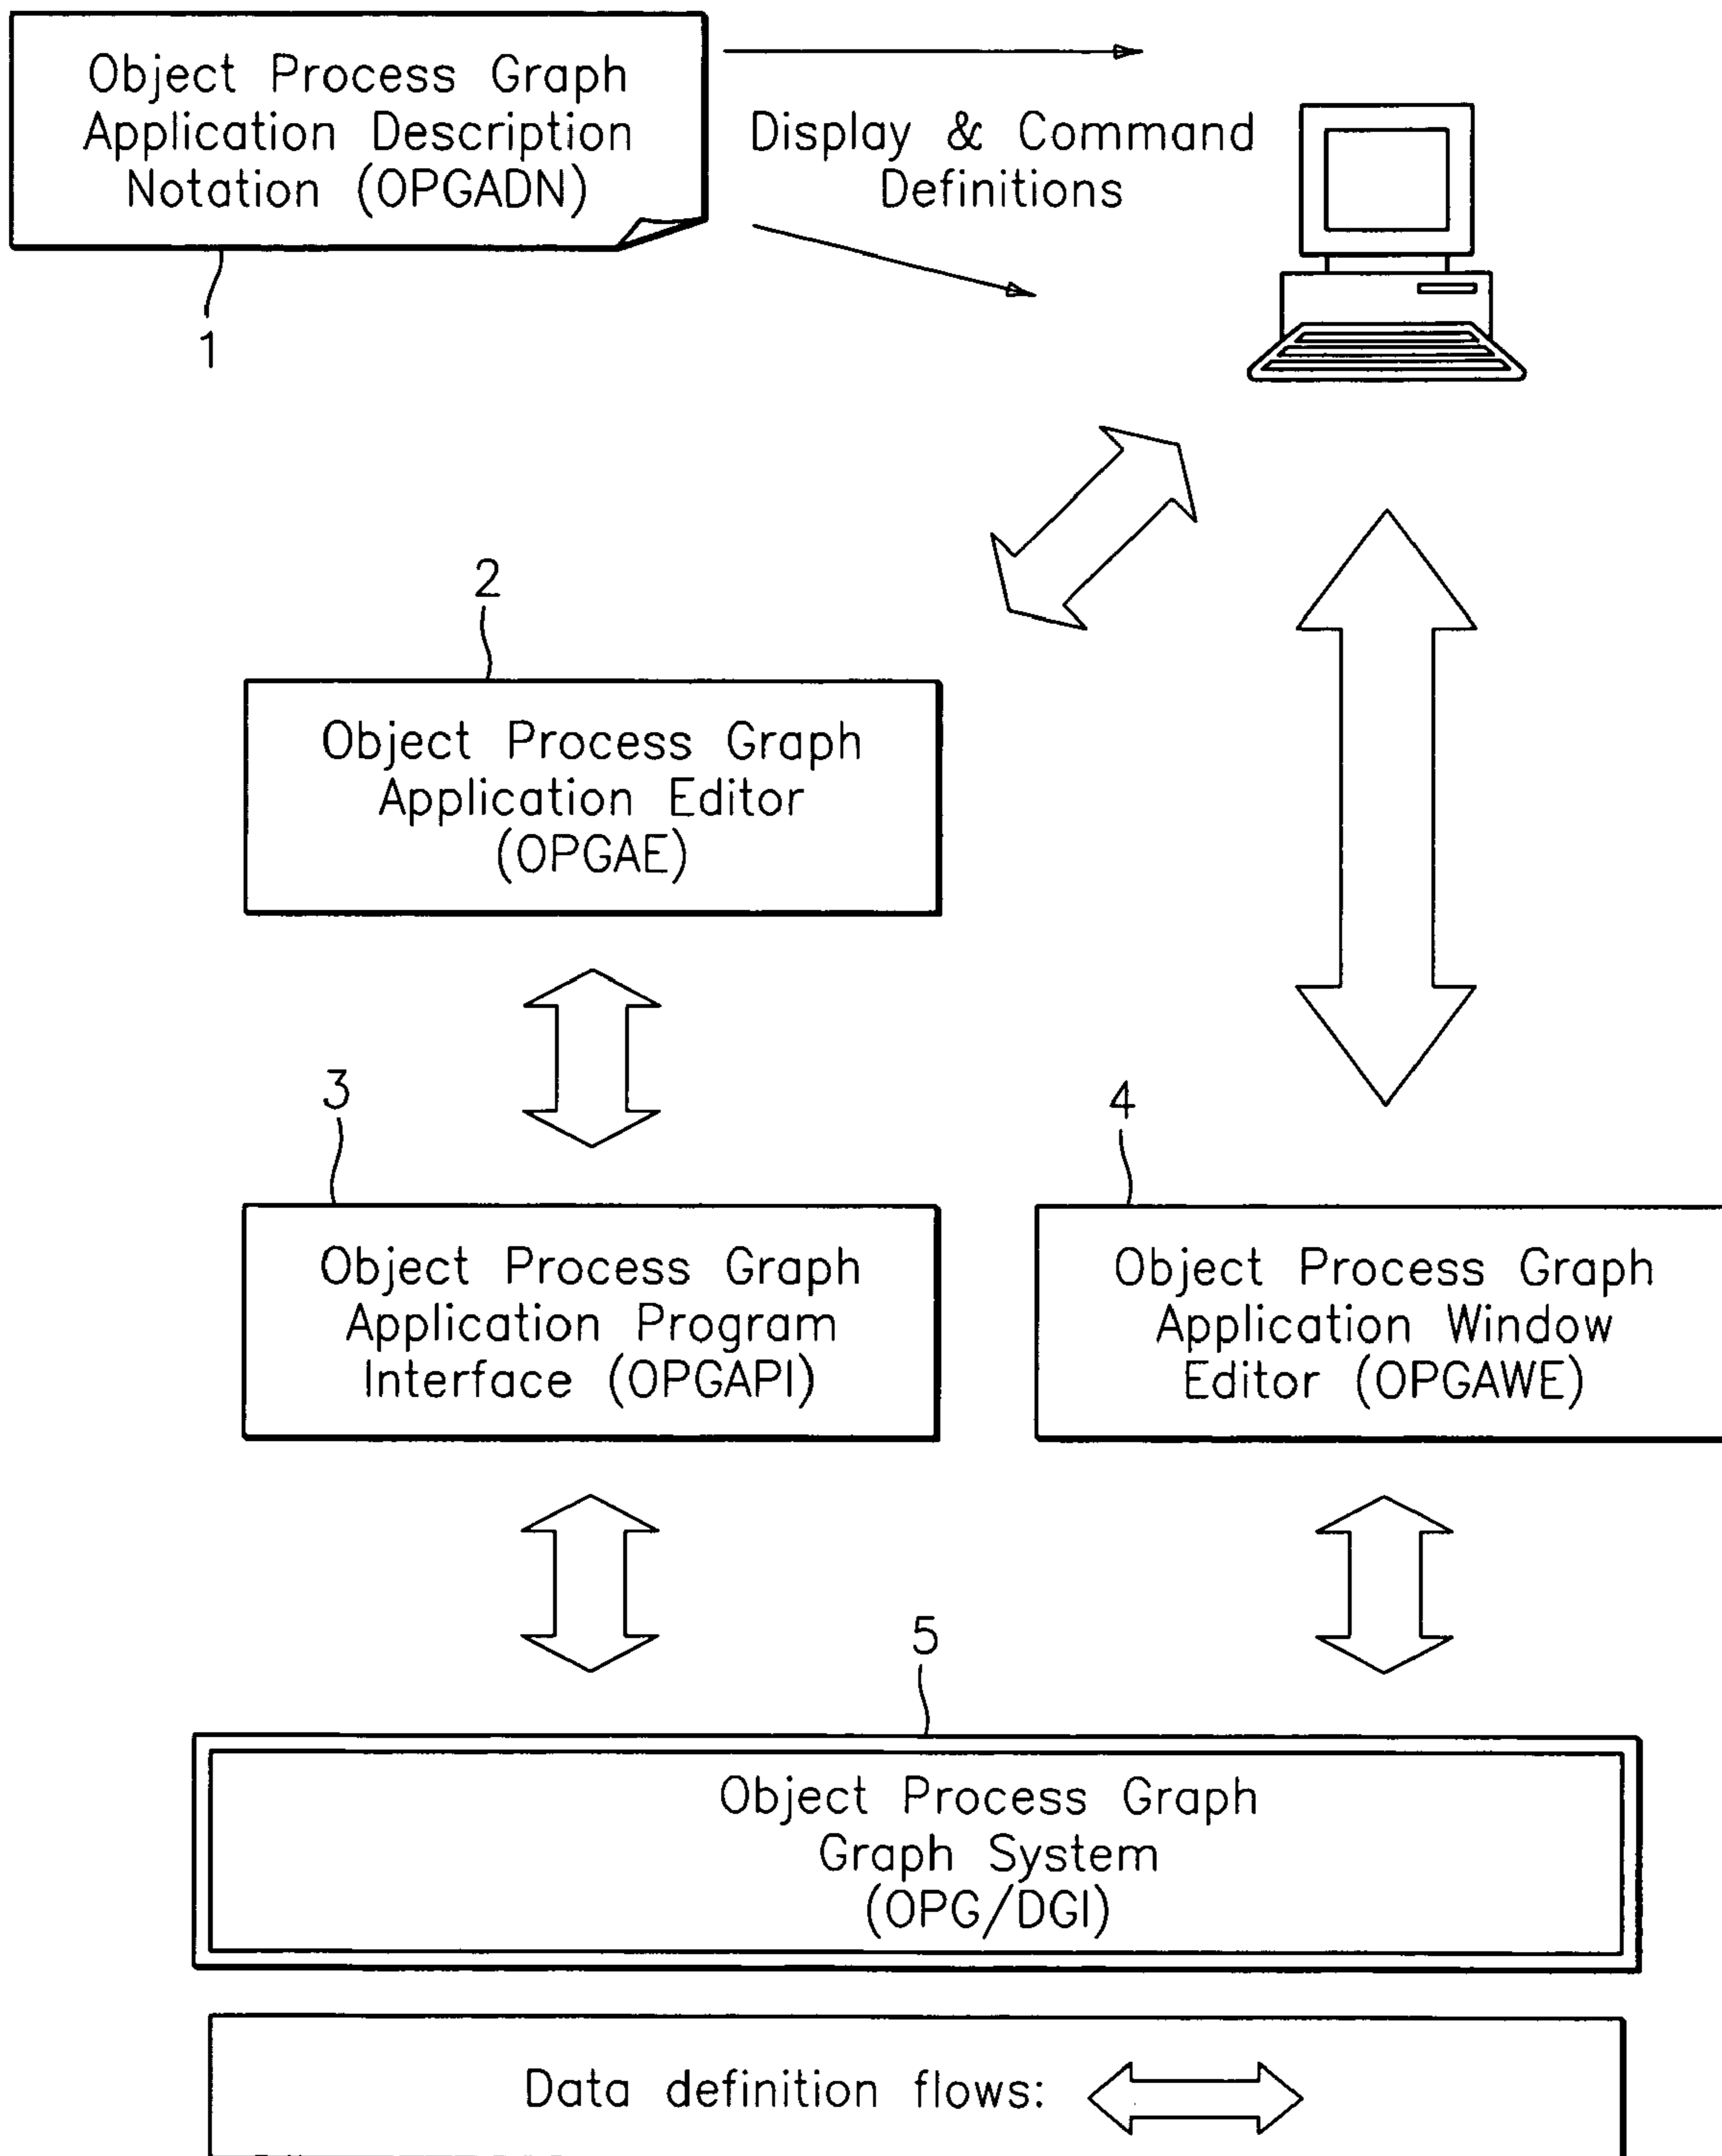 Object Process Graph
Application Description
Notation (OPGADN)
1
Display & Command
Definitions
2
Object Process Graph
Application Editor
(OPGAE)
3
Object Process Graph
Application Program
Interface (OPGAPI)
4
Object Process Graph
Application Window
Editor (OPGAWE)
5
Object Process Graph
Graph System
(OPG/DGI)
Data definition flows: